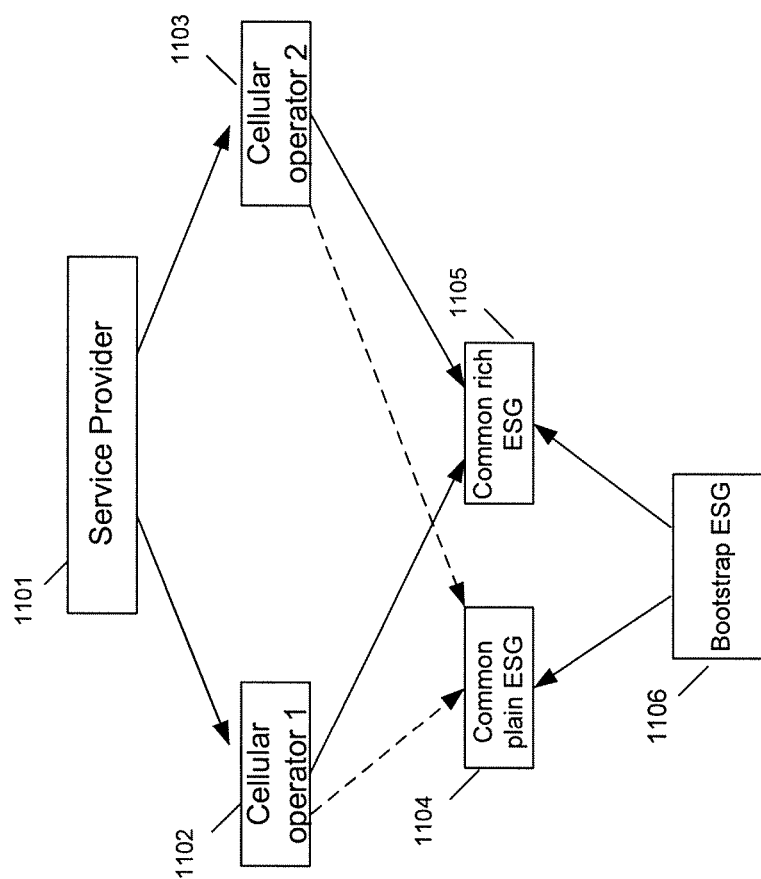 1101
Service Provider
1102
Cellular
operator 1
1103
Cellular
operator 2
1104
Common
plain ESG
1105
Common rich
ESG
1106
Bootstrap ESG